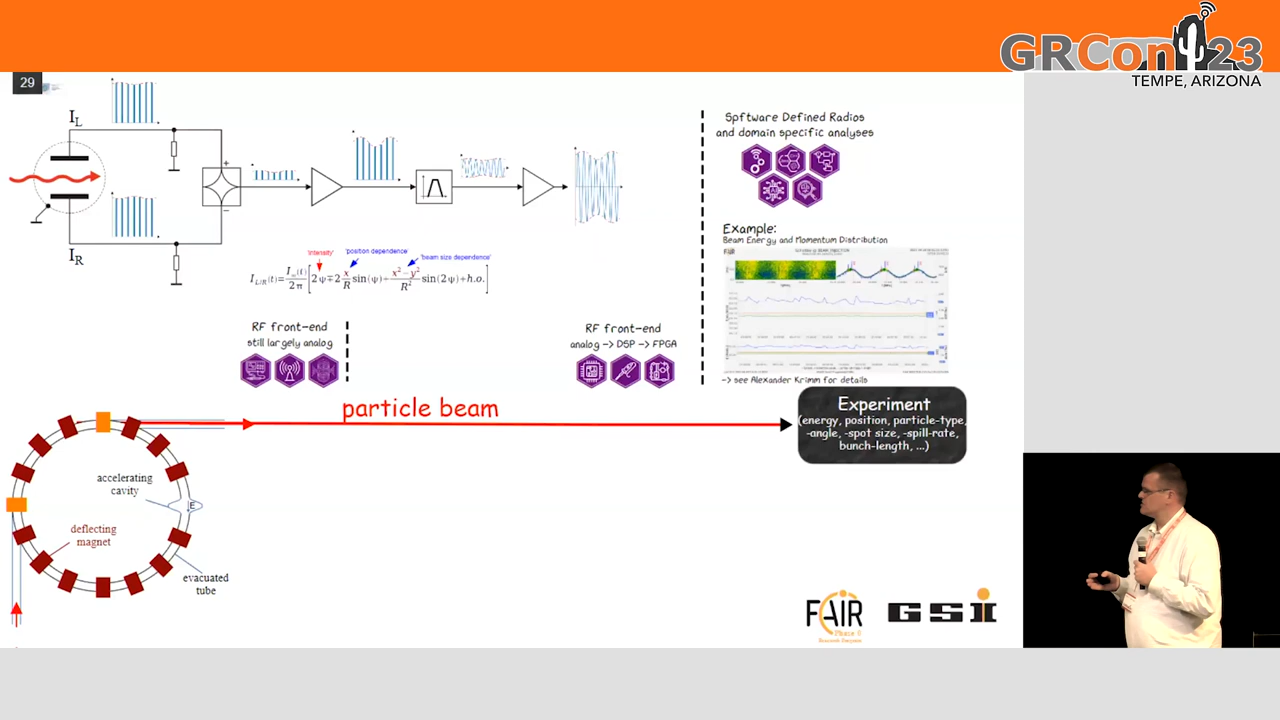 GRCon 23
TEMPE, ARIZONA
29
I_L
+
−
I_R
'intensity'
'position dependence'
'beam size dependence'
Spftware Defined Radios
and domain specific analyses
Example:
Beam Energy and Momentum Distribution
RF front-end
still largely analog
RF front-end
analog -> DSP -> FPGA
-> see Alexander Krimm for details
particle beam
Experiment
(energy, position, particle-type,
-angle, -spot size, -spill-rate,
bunch-length, ...)
accelerating
cavity
E
deflecting
magnet
evacuated
tube
FAIR
GSI